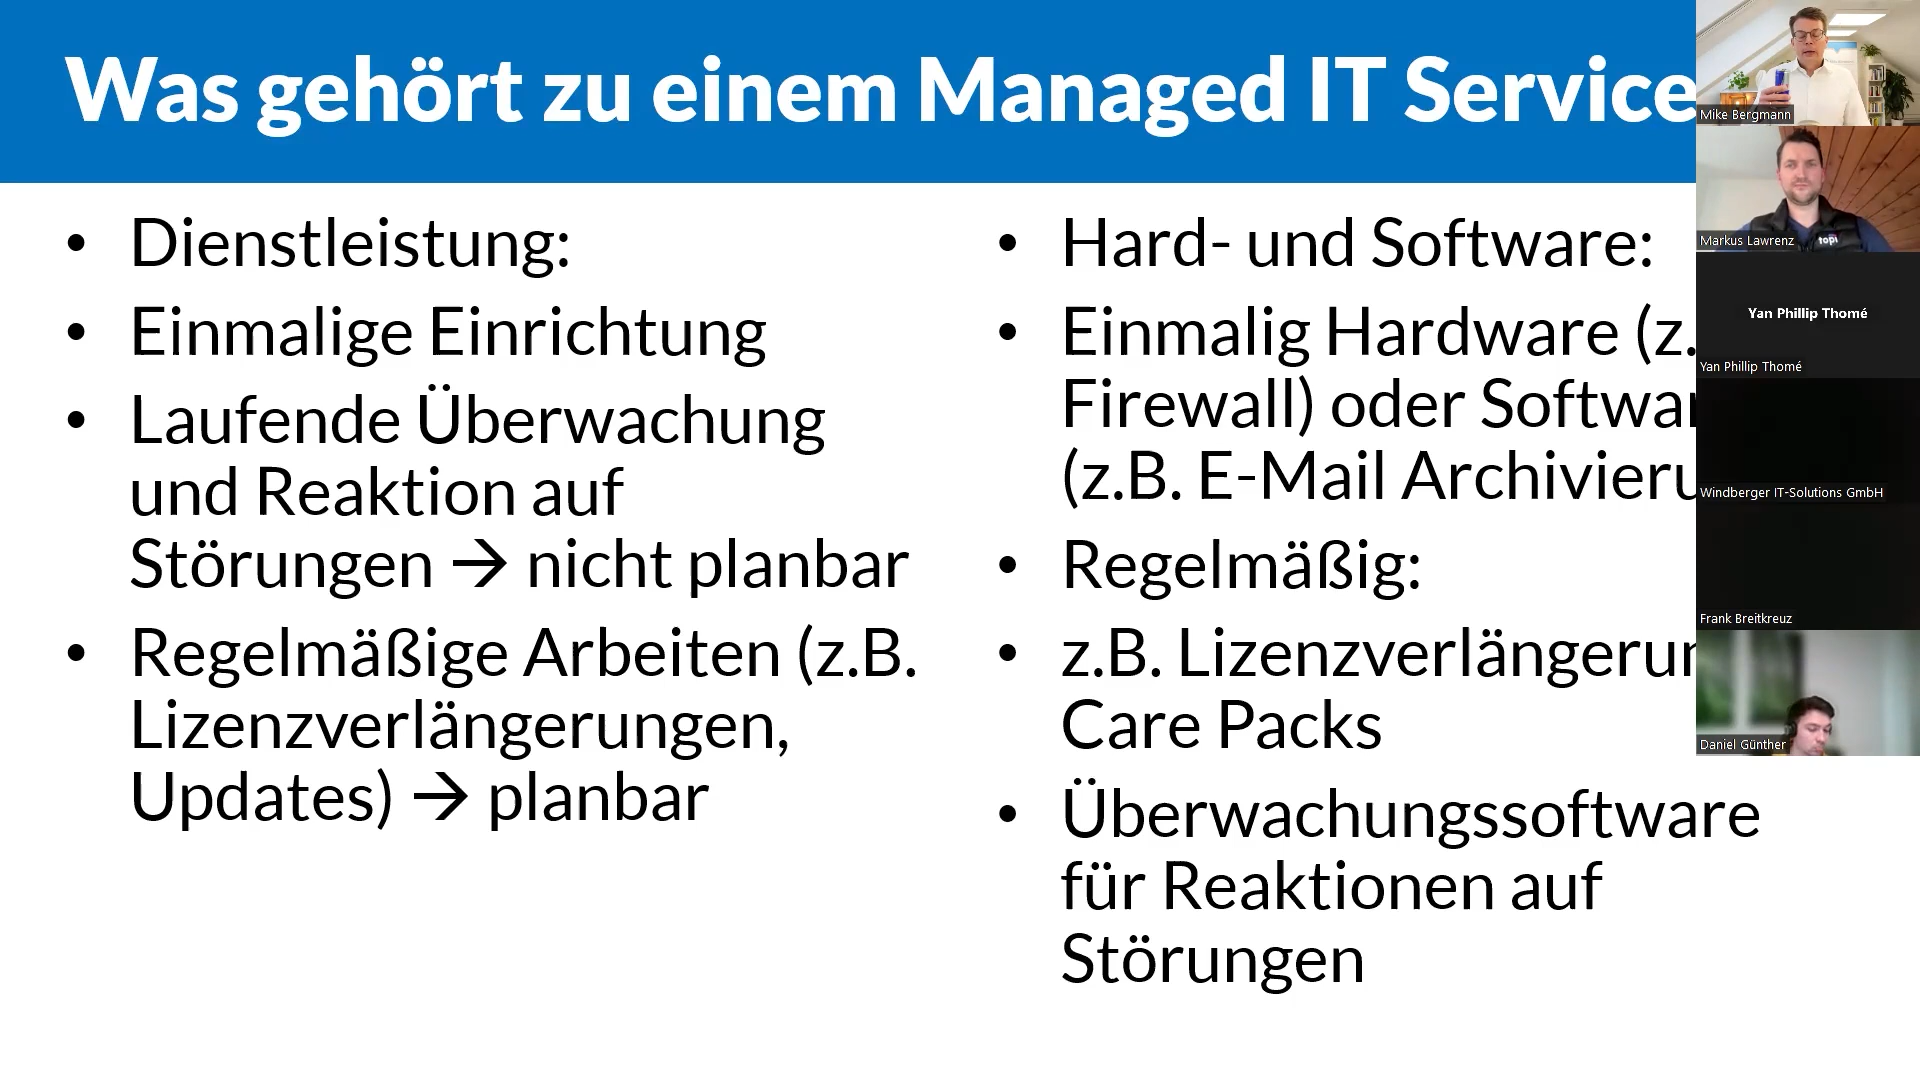 Was gehört zu einem Managed IT Service
• Dienstleistung:
• Einmalige Einrichtung
• Laufende Überwachung
und Reaktion auf
Störungen → nicht planbar
• Regelmäßige Arbeiten (z.B.
Lizenzverlängerungen,
Updates) → planbar
• Hard- und Software:
• Einmalig Hardware (z.
Firewall) oder
(z.B. E-Mail
• Regelmäßig:
• z.B.
Care Packs
• Überwachungssoftware
für Reaktionen auf
Störungen
Mike Bergmann
topi
Markus Lawrenz
Yan Phillip Thomé
Yan Phillip Thomé
Windberger IT-Solutions GmbH
Frank Breitkreuz
Daniel Günther